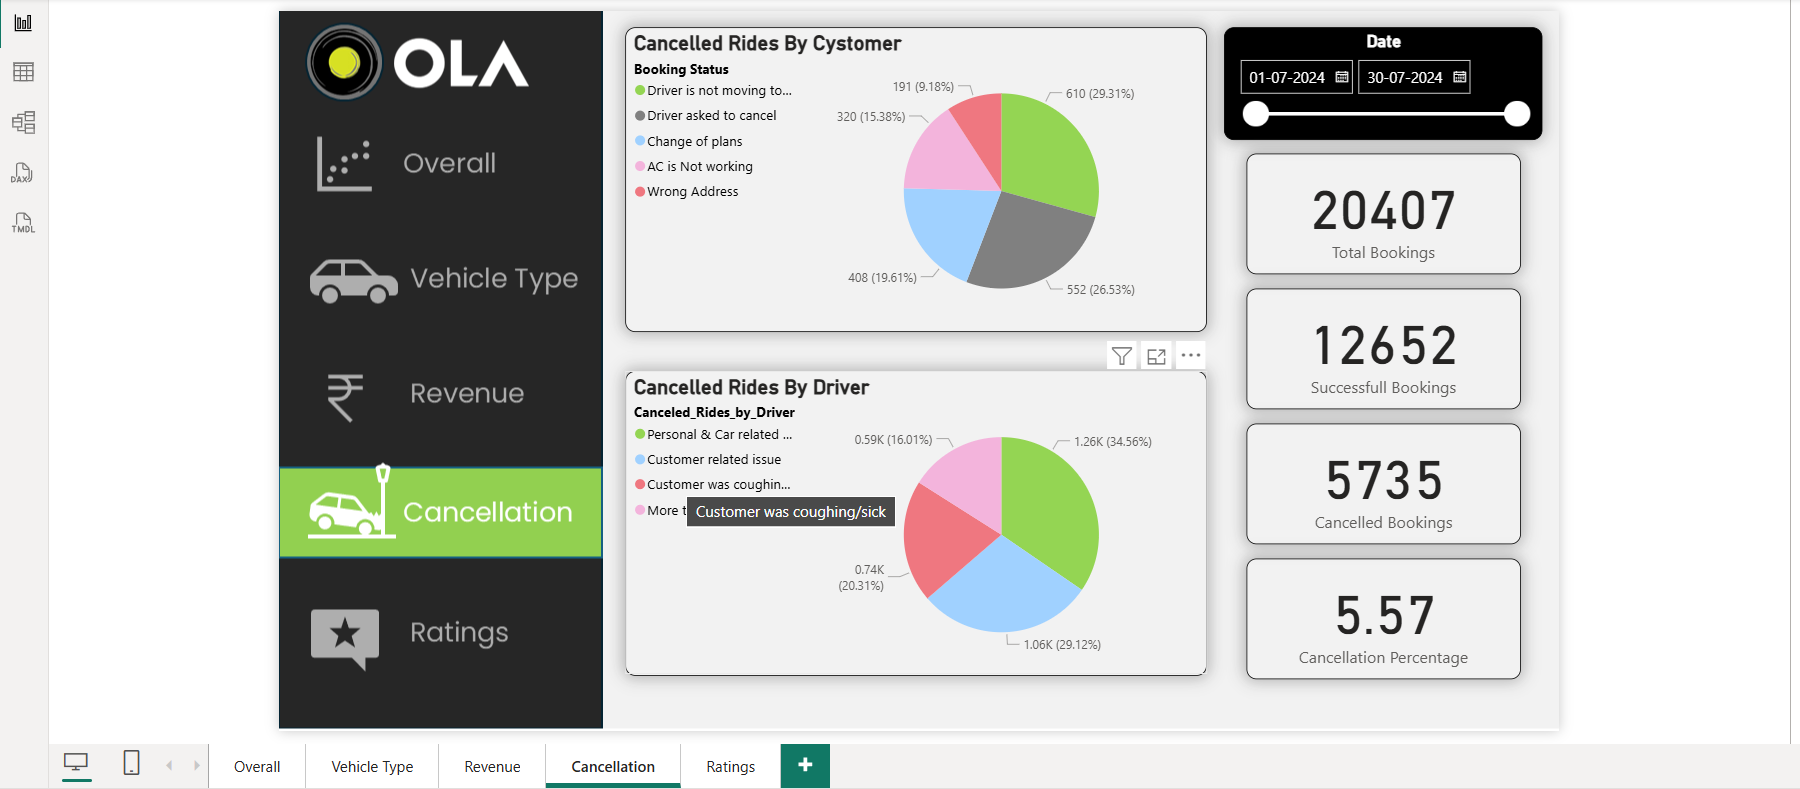 DAX
TMDL
OLA
Overall
Vehicle Type
Revenue
Cancellation
Ratings
Cancelled Rides By Cystomer
Booking Status
Driver is not moving to...
Driver asked to cancel
Change of plans
AC is Not working
Wrong Address
191 (9.18%)
610 (29.31%)
320 (15.38%)
408 (19.61%)
552 (26.53%)
Cancelled Rides By Driver
Canceled_Rides_by_Driver
Personal & Car related ...
Customer related issue
Customer was coughin...
More t
Customer was coughing/sick
0.59K (16.01%)
1.26K (34.56%)
0.74K
(20.31%)
1.06K (29.12%)
Date
01-07-2024
30-07-2024
20407
Total Bookings
12652
Successfull Bookings
5735
Cancelled Bookings
5.57
Cancellation Percentage
Overall
Vehicle Type
Revenue
Cancellation
Ratings